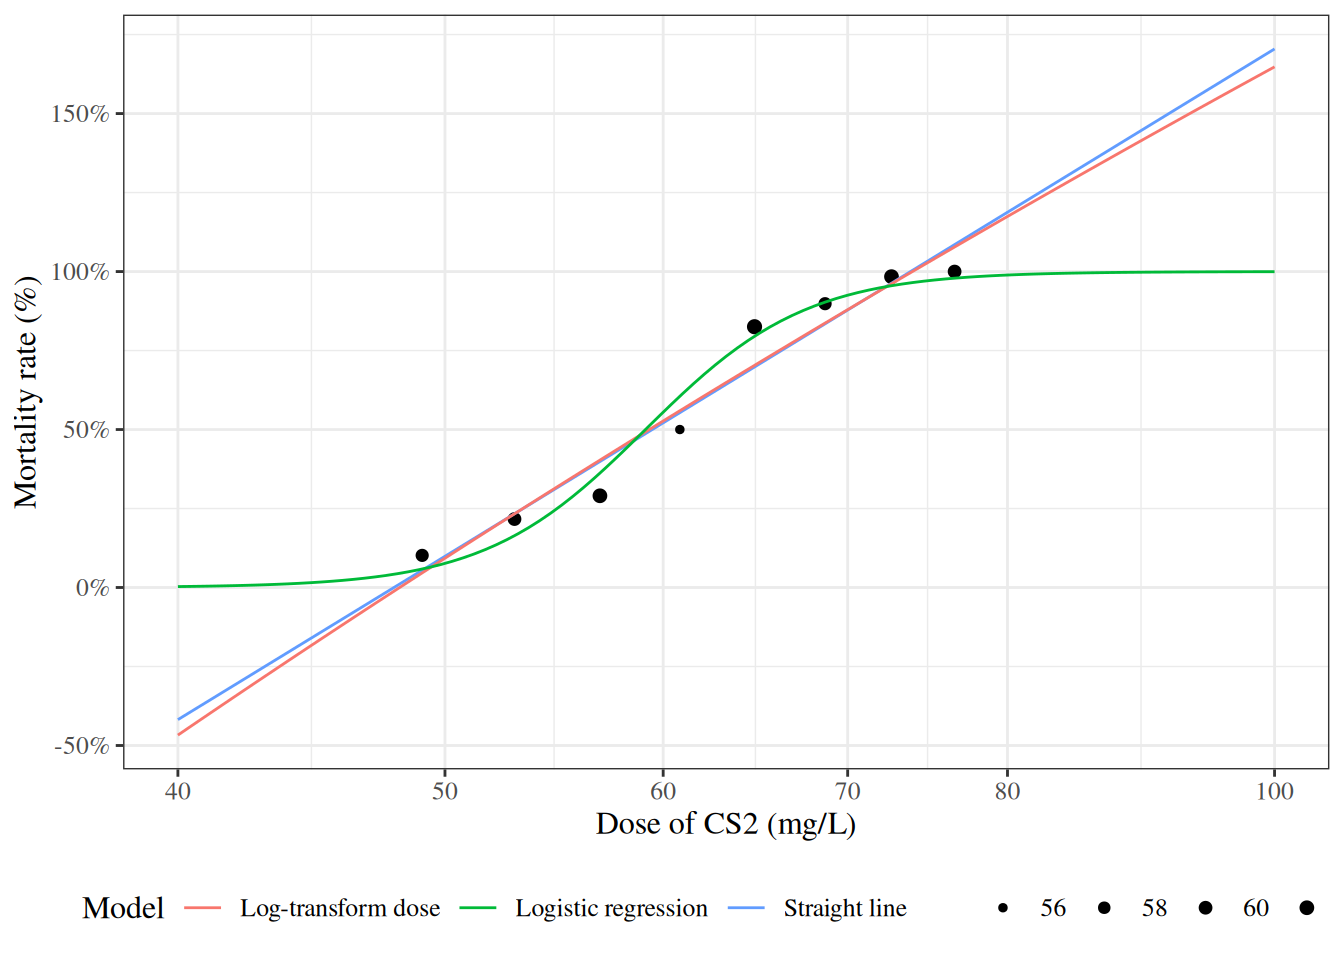 150%
100%
50%
0%
-50%
Mortality rate (%)
40 50 60 70 80 100
Dose of CS2 (mg/L)
Model Log-transform dose Logistic regression Straight line 56 58 60